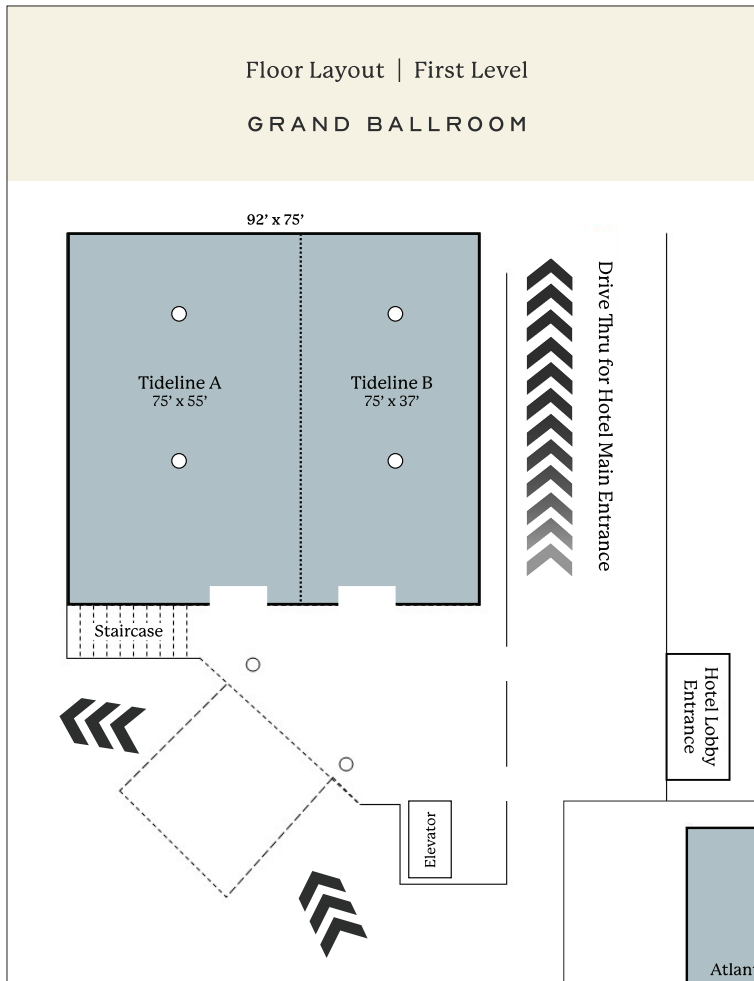 Floor Layout | First Level
GRAND BALLROOM
92’ x 75’
Tideline A
75’ x 55’
Tideline B
75’ x 37’
Drive Thru for Hotel Main Entrance
Staircase
Hotel Lobby
Entrance
Elevator